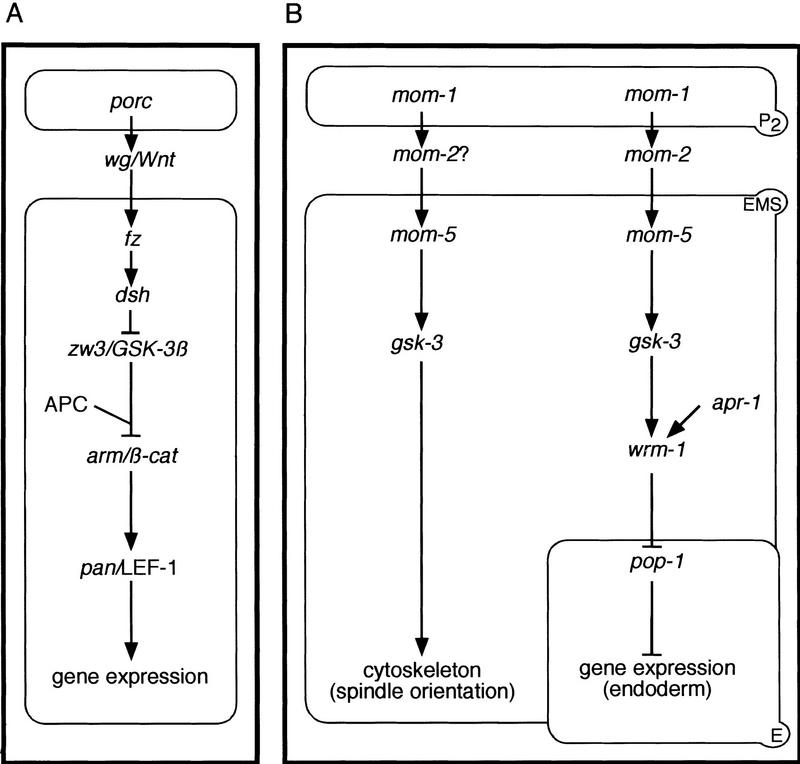 A
porc
wg/Wnt
fz
dsh
zw3/GSK-3ß
APC
arm/ß-cat
pan/LEF-1
gene expression
B
mom-1 mom-1
P2
mom-2? mom-2
EMS
mom-5 mom-5
gsk-3 gsk-3
apr-1
wrm-1
pop-1
cytoskeleton gene expression
(spindle orientation) (endoderm)
E